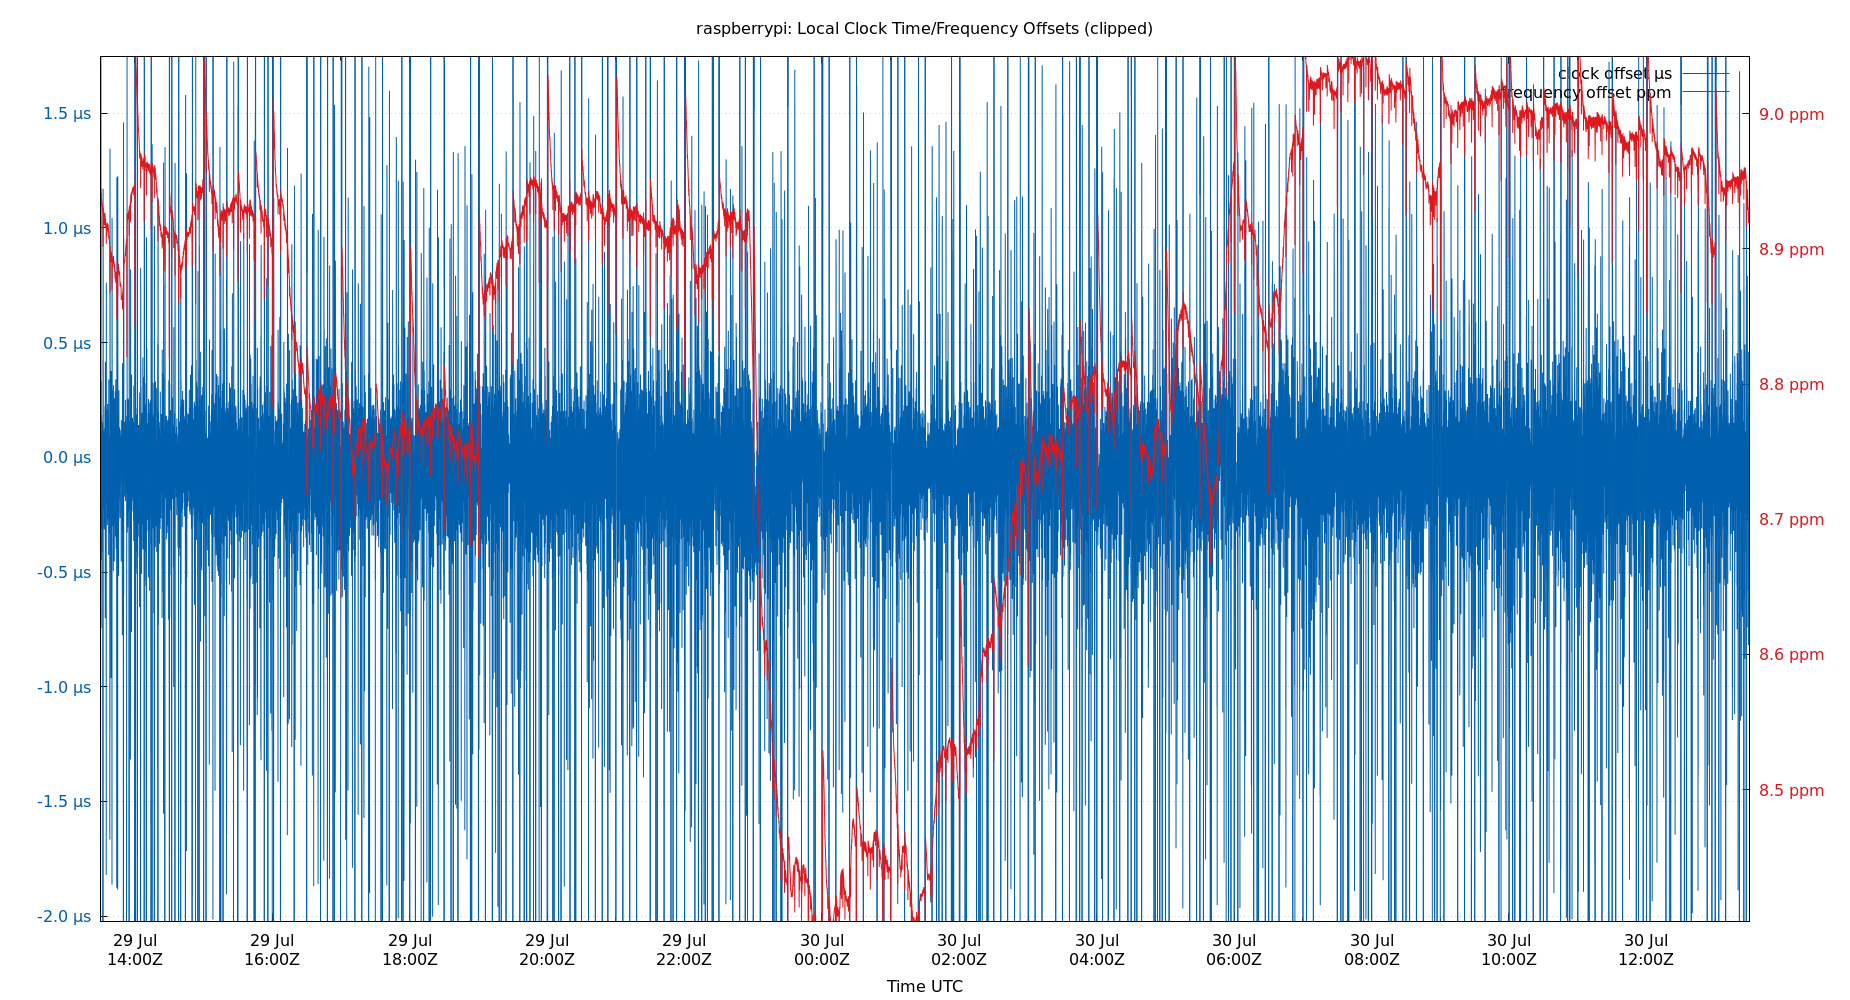 raspberrypi: Local Clock Time/Frequency Offsets (clipped)
clock offset µs
frequency offset ppm
1.5 µs
1.0 µs
0.5 µs
0.0 µs
-0.5 µs
-1.0 µs
-1.5 µs
-2.0 µs
9.0 ppm
8.9 ppm
8.8 ppm
8.7 ppm
8.6 ppm
8.5 ppm
29 Jul 29 Jul 29 Jul 29 Jul 29 Jul 30 Jul 30 Jul 30 Jul 30 Jul 30 Jul 30 Jul 30 Jul
14:00Z 16:00Z 18:00Z 20:00Z 22:00Z 00:00Z 02:00Z 04:00Z 06:00Z 08:00Z 10:00Z 12:00Z
Time UTC